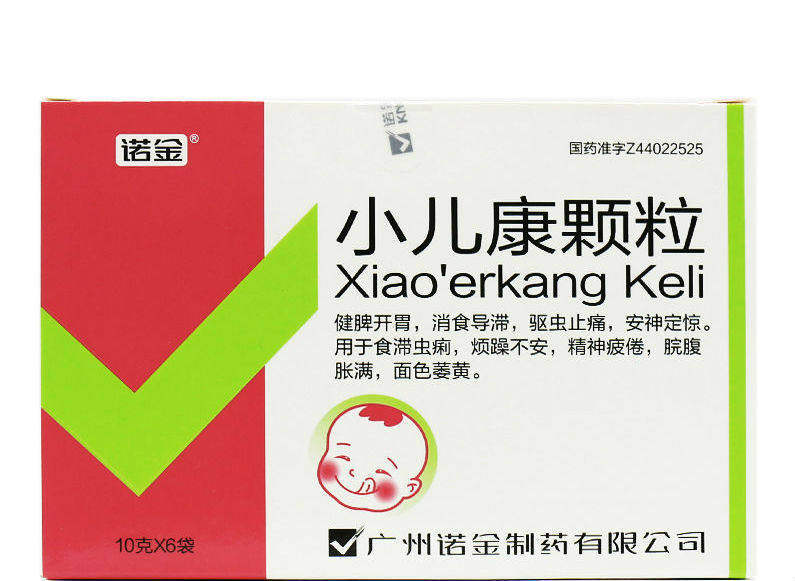 诺金®
国药准字Z44022525
小儿康颗粒
Xiao'erkang Keli
健脾开胃，消食导滞，驱虫止痛，安神定惊。
用于食滞虫痢，烦躁不安，精神疲倦，脘腹
胀满，面色萎黄。
10克X6袋
广州诺金制药有限公司